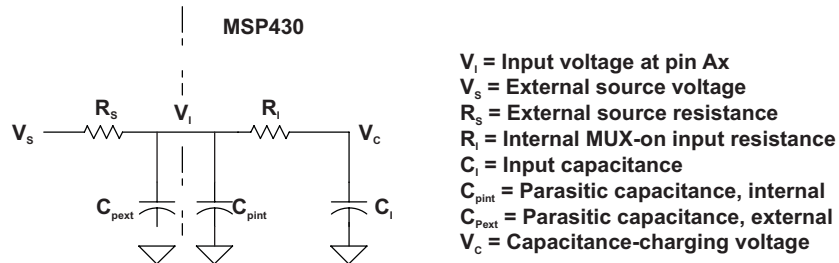 MSP430
V_S R_S V_I R_I V_C
C_pext C_pint C_I
V_I = Input voltage at pin Ax
V_S = External source voltage
R_S = External source resistance
R_I = Internal MUX-on input resistance
C_I = Input capacitance
C_pint = Parasitic capacitance, internal
C_Pext = Parasitic capacitance, external
V_C = Capacitance-charging voltage